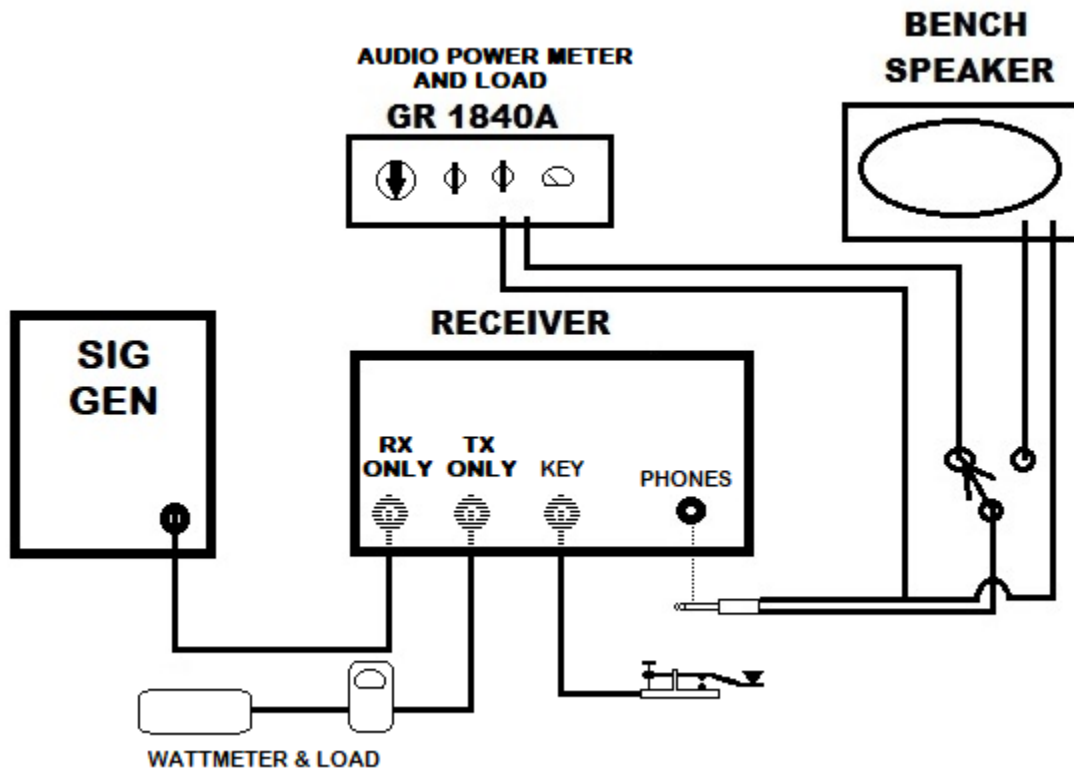 BENCH
SPEAKER
AUDIO POWER METER
AND LOAD
GR 1840A
SIG
GEN
RECEIVER
RX
ONLY
TX
ONLY
KEY
PHONES
WATTMETER & LOAD